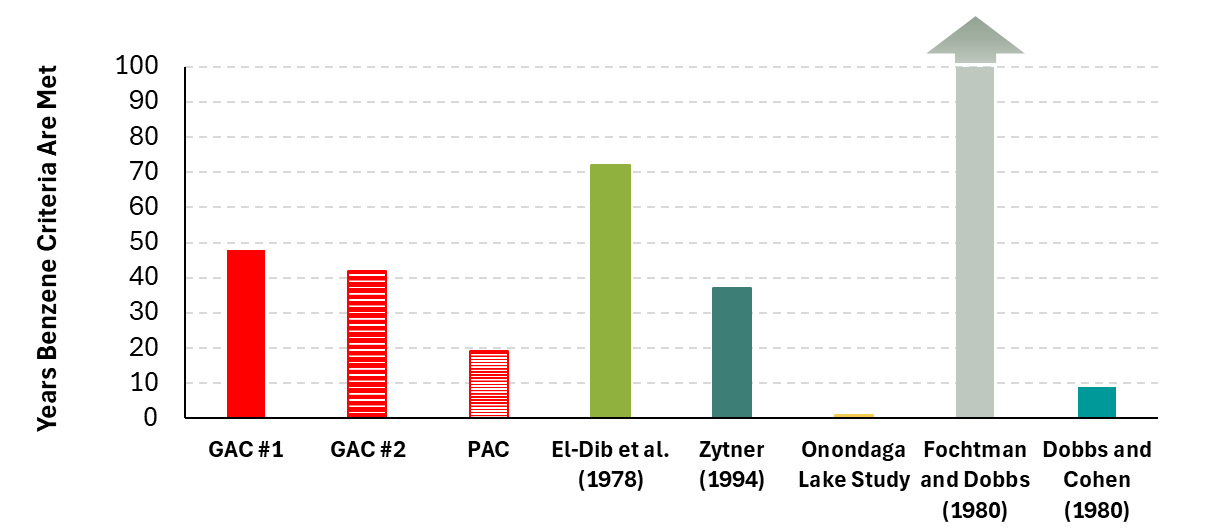 Years Benzene Criteria Are Met
100
90
80
70
60
50
40
30
20
10
0
GAC #1
GAC #2
PAC
El-Dib et al.
(1978)
Zytner
(1994)
Onondaga
Lake Study
Fochtman
and Dobbs
(1980)
Dobbs and
Cohen
(1980)